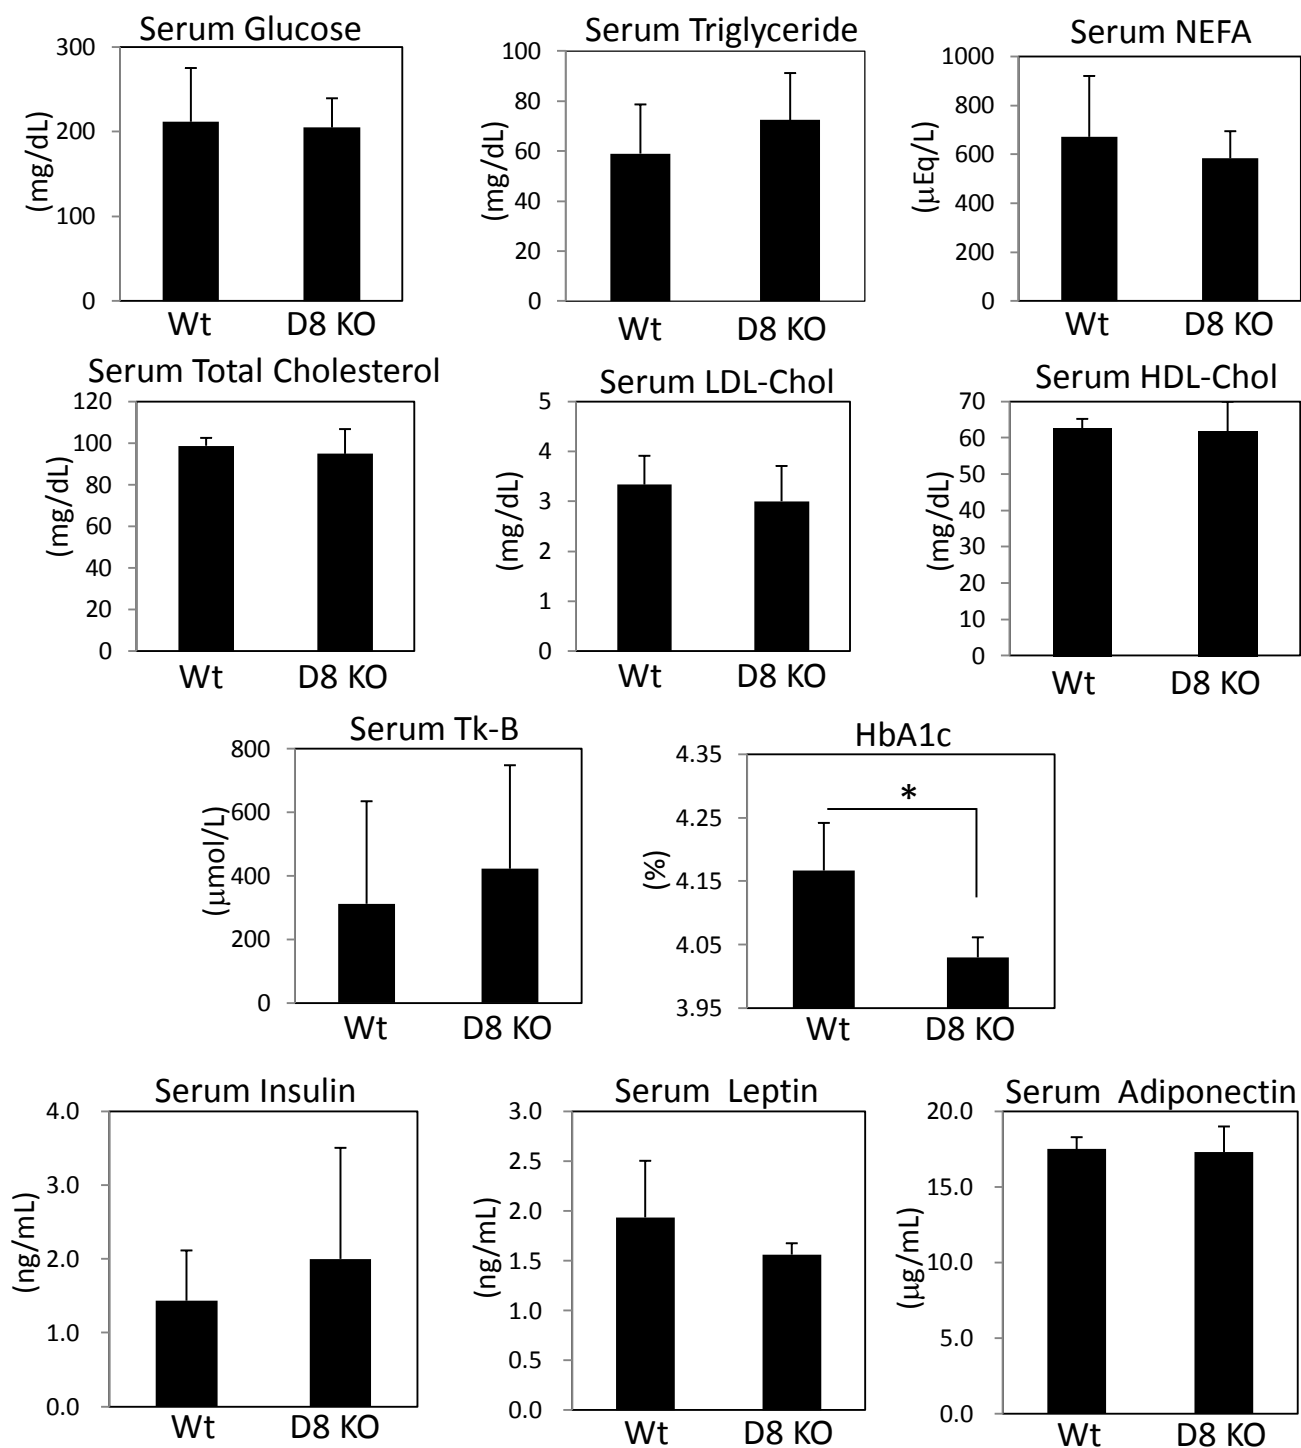 Serum Glucose
300
200
100
0
(mg/dL)
Wt D8 KO
Serum Triglyceride
100
80
60
40
20
0
(mg/dL)
Wt D8 KO
Serum NEFA
1000
800
600
400
200
0
(µEq/L)
Wt D8 KO
Serum Total Cholesterol
120
100
80
60
40
20
0
(mg/dL)
Wt D8 KO
Serum LDL-Chol
5
4
3
2
1
0
(mg/dL)
Wt D8 KO
Serum HDL-Chol
70
60
50
40
30
20
10
0
(mg/dL)
Wt D8 KO
Serum Tk-B
800
600
400
200
0
(µmol/L)
Wt D8 KO
HbA1c
4.35
4.25
4.15
4.05
3.95
(%)
*
Wt D8 KO
Serum Insulin
4.0
3.0
2.0
1.0
0.0
(ng/mL)
Wt D8 KO
Serum Leptin
3.0
2.5
2.0
1.5
1.0
0.5
0.0
(ng/mL)
Wt D8 KO
Serum Adiponectin
20.0
15.0
10.0
5.0
0.0
(µg/mL)
Wt D8 KO